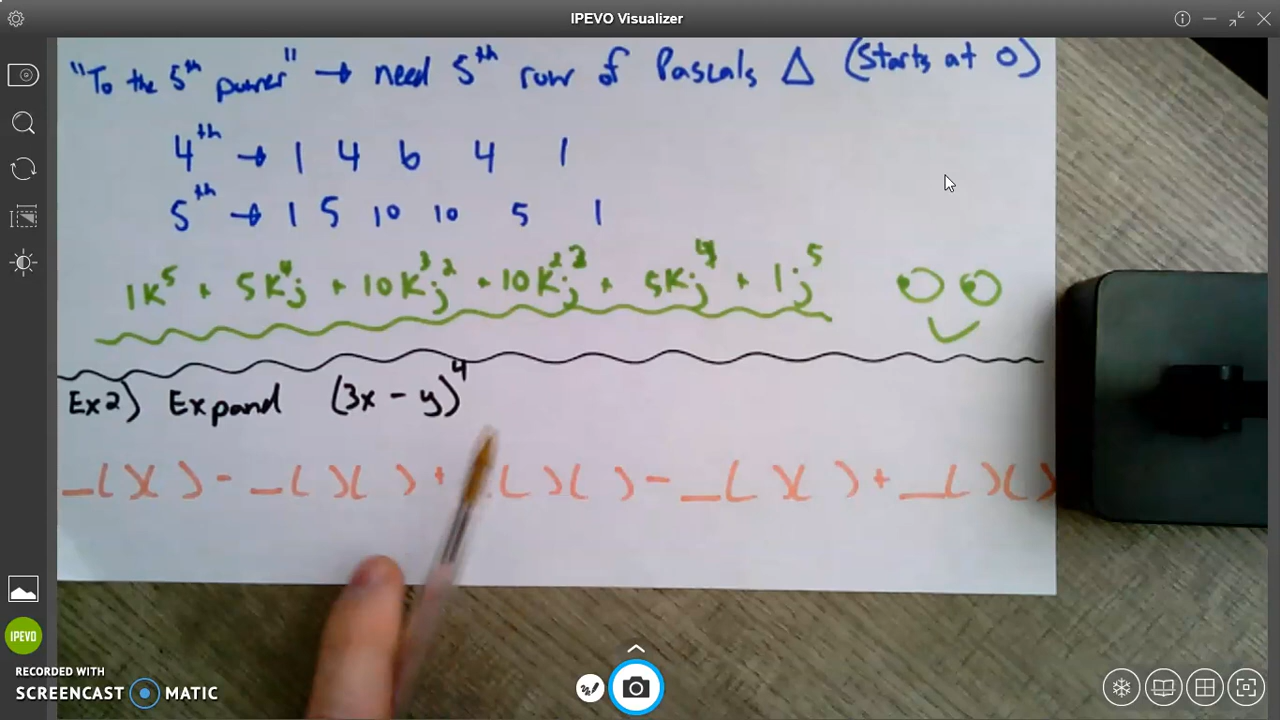 IPEVO Visualizer
"To the 5th power" → need 5th row of Pascals Δ (Starts at 0)
4th → 1 4 6 4 1
5th → 1 5 10 10 5 1
1K⁵ + 5K⁴j + 10K³j² + 10K²j³ + 5Kj⁴ + 1j⁵
Ex2) Expand (3x - y)⁴
_( )( ) - _( )( ) + ( )( ) - _( )( ) + _( )( )
IPEVO
RECORDED WITH
SCREENCAST MATIC